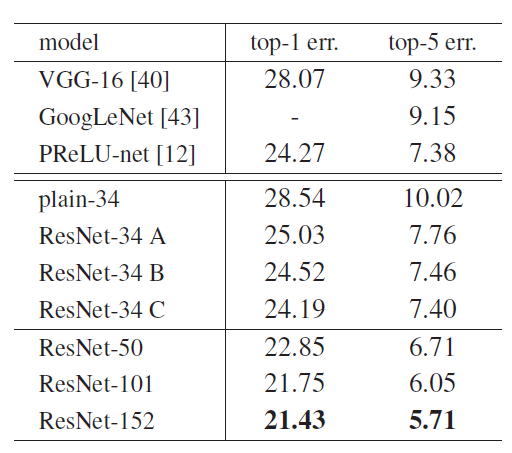 model top-1 err. top-5 err.
VGG-16 [40] 28.07 9.33
GoogLeNet [43] - 9.15
PReLU-net [12] 24.27 7.38
plain-34 28.54 10.02
ResNet-34 A 25.03 7.76
ResNet-34 B 24.52 7.46
ResNet-34 C 24.19 7.40
ResNet-50 22.85 6.71
ResNet-101 21.75 6.05
ResNet-152 21.43 5.71